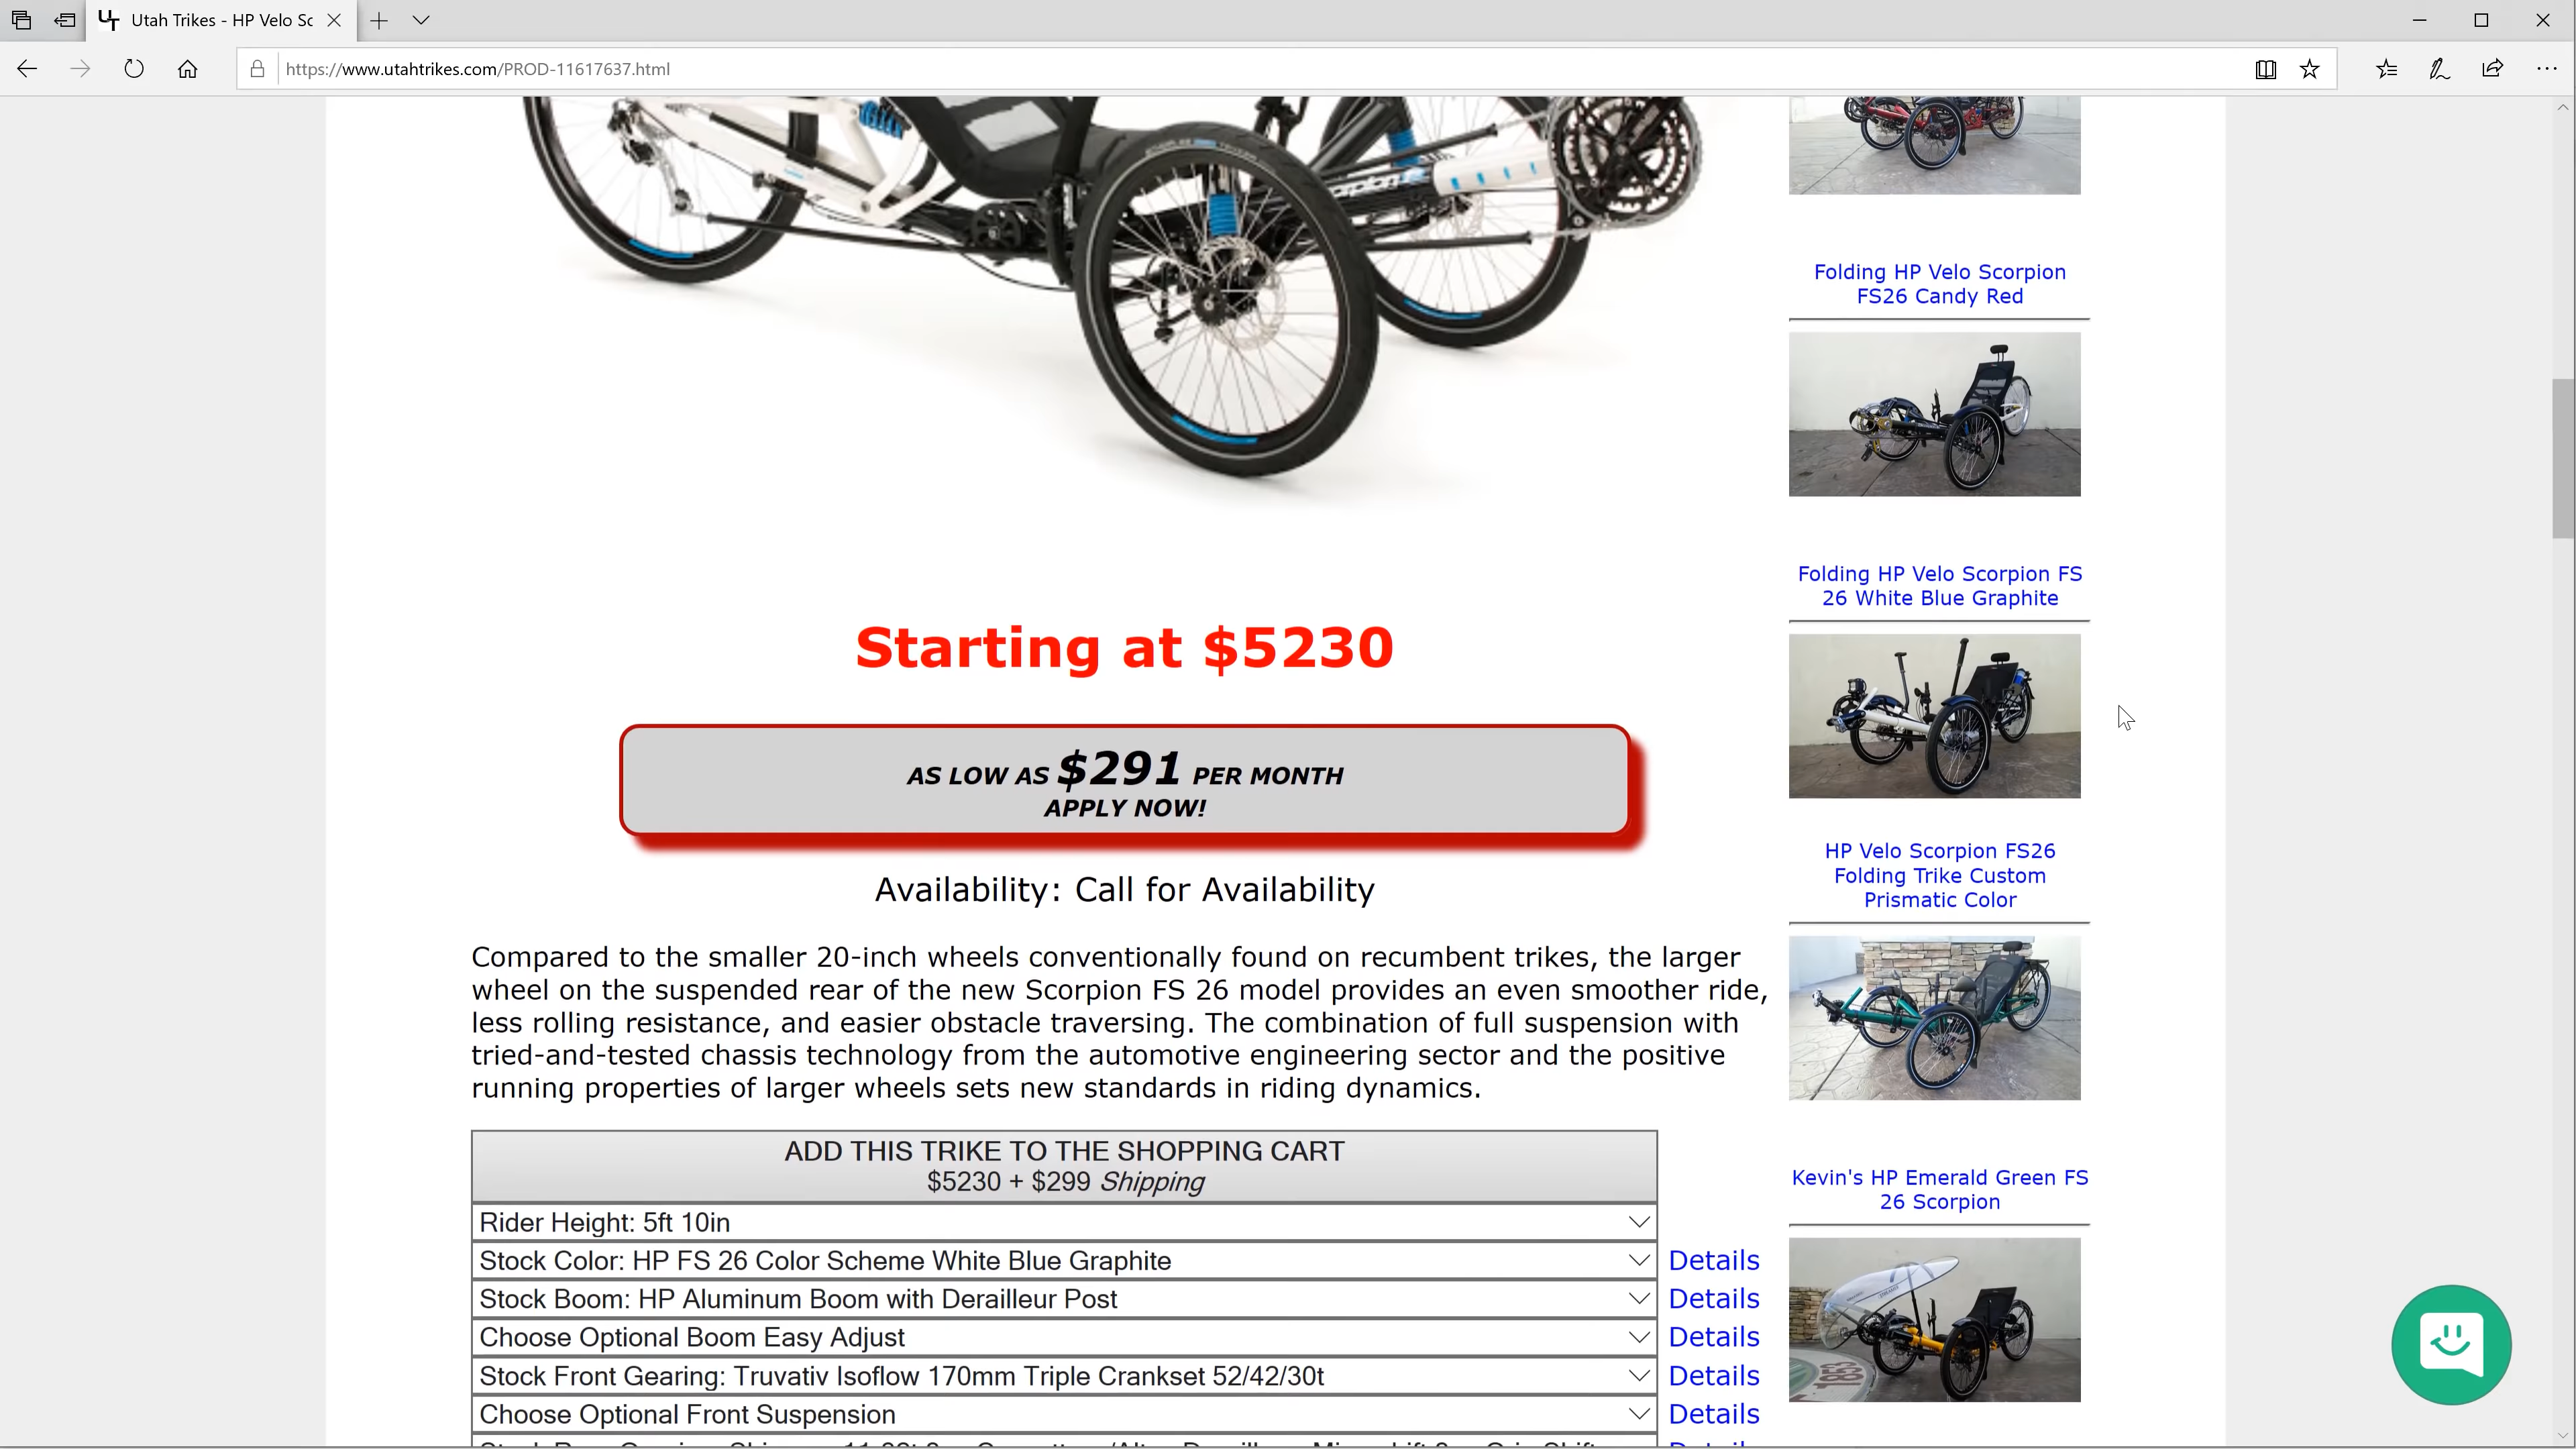 Utah Trikes - HP Velo Sc
https://www.utahtrikes.com/PROD-11617637.html
Folding HP Velo Scorpion
FS26 Candy Red
Folding HP Velo Scorpion FS
26 White Blue Graphite
HP Velo Scorpion FS26
Folding Trike Custom
Prismatic Color
Kevin's HP Emerald Green FS
26 Scorpion
Starting at $5230
AS LOW AS $291 PER MONTH
APPLY NOW!
Availability: Call for Availability
Compared to the smaller 20-inch wheels conventionally found on recumbent trikes, the larger
wheel on the suspended rear of the new Scorpion FS 26 model provides an even smoother ride,
less rolling resistance, and easier obstacle traversing. The combination of full suspension with
tried-and-tested chassis technology from the automotive engineering sector and the positive
running properties of larger wheels sets new standards in riding dynamics.
ADD THIS TRIKE TO THE SHOPPING CART
$5230 + $299 Shipping
Rider Height: 5ft 10in
Stock Color: HP FS 26 Color Scheme White Blue Graphite Details
Stock Boom: HP Aluminum Boom with Derailleur Post Details
Choose Optional Boom Easy Adjust Details
Stock Front Gearing: Truvativ Isoflow 170mm Triple Crankset 52/42/30t Details
Choose Optional Front Suspension Details